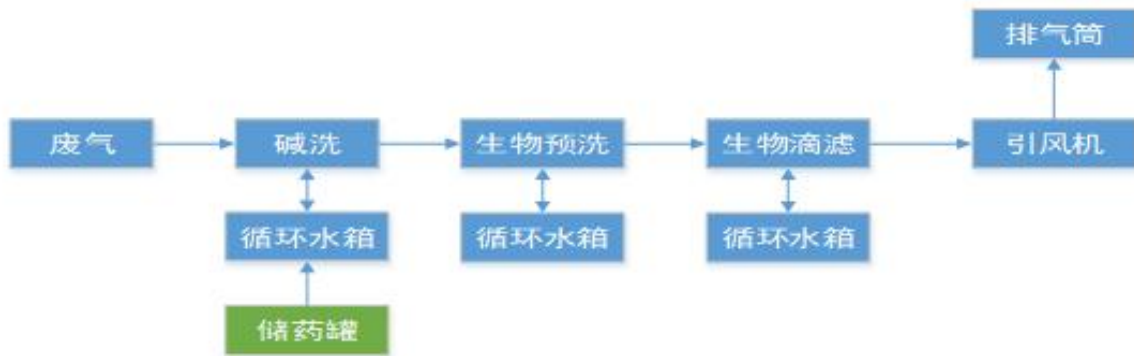 排气筒
废气
碱洗
生物预洗
生物滴滤
引风机
循环水箱
循环水箱
循环水箱
储药罐